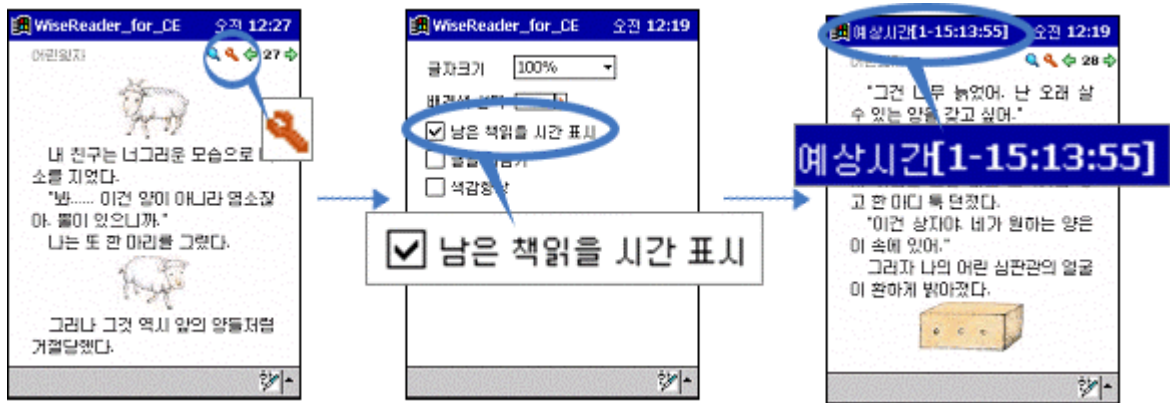 WiseReader_for_CE 오전 12:27
어린왕자
27
내 친구는 너그러운 모습으로
소를 지었다.
"봐...... 이건 양이 아니라 염소잖
아. 뿔이 있으니까."
나는 또 한 마리를 그렸다.
그러나 그것 역시 앞의 양들처럼
거절당했다.
WiseReader_for_CE 오전 12:19
글자크기 100%
남은 책읽을 시간 표시
색감향상
남은 책읽을 시간 표시
예상시간[1-15:13:55] 오전 12:19
28
"그건 너무 늙었어. 난 오래 살
수 있는 양을 갖고 싶어."
예상시간[1-15:13:55]
고 한 마디 툭 던졌다.
"이건 상자야. 네가 원하는 양은
이 속에 있어."
그러자 나의 어린 심판관의 얼굴
이 환하게 밝아졌다.